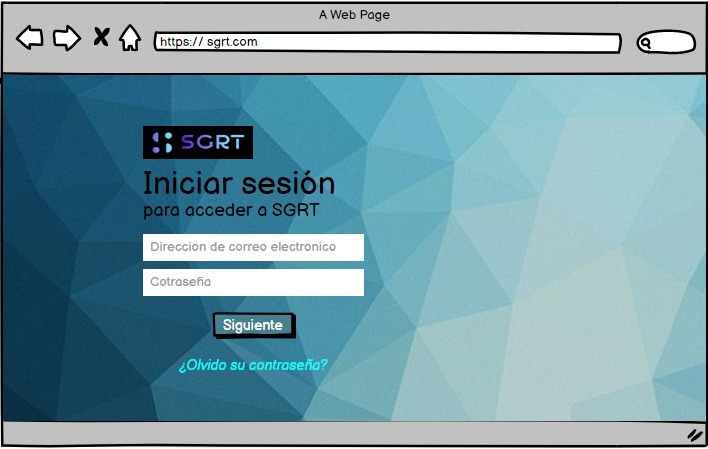 A Web Page
https:// sgrt.com
SGRT
Iniciar sesión
para acceder a SGRT
Direccion de correo electronico
Cotraseña
Siguiente
¿Olvido su contraseña?